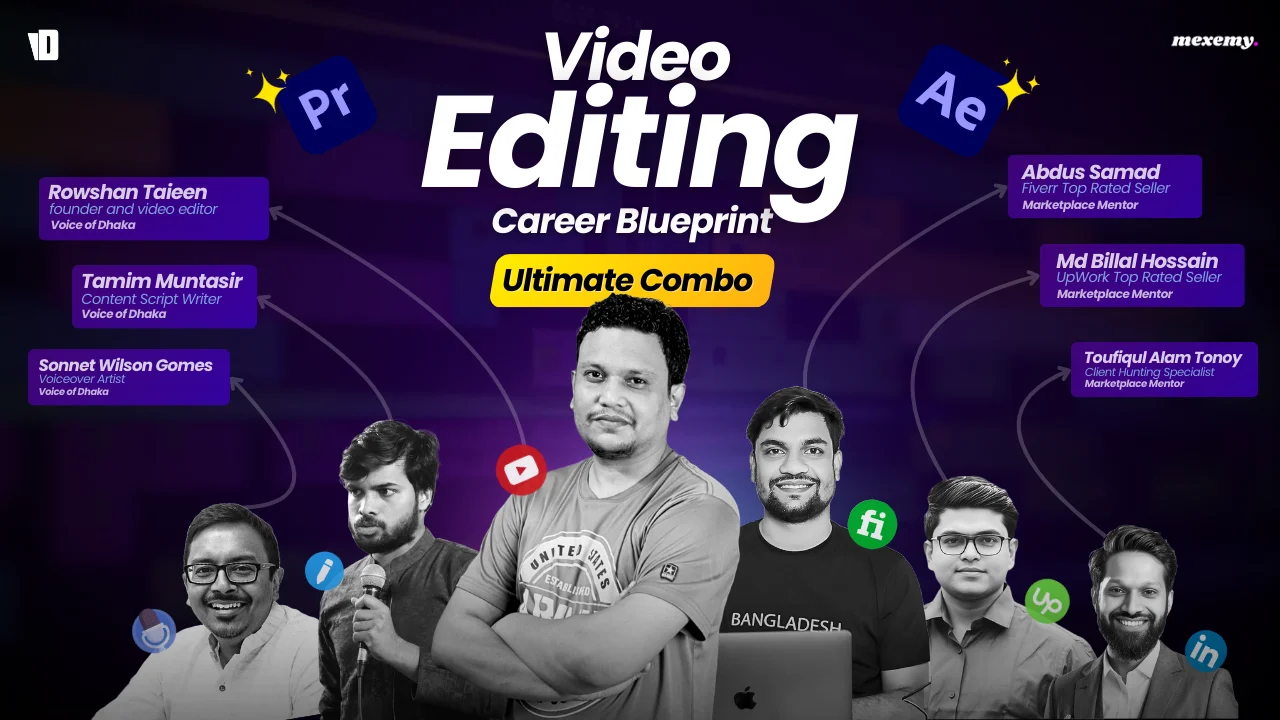 mexemy.
Video
Editing
Career Blueprint
Ultimate Combo
Pr
Ae
Rowshan Taieen
founder and video editor
Voice of Dhaka
Tamim Muntasir
Content Script Writer
Voice of Dhaka
Sonnet Wilson Gomes
Voiceover Artist
Voice of Dhaka
Abdus Samad
Fiverr Top Rated Seller
Marketplace Mentor
Md Billal Hossain
UpWork Top Rated Seller
Marketplace Mentor
Toufiqul Alam Tonoy
Client Hunting Specialist
Marketplace Mentor
UNITED STATES
ESTABLISHED
BANGLADESH
fi
up
in